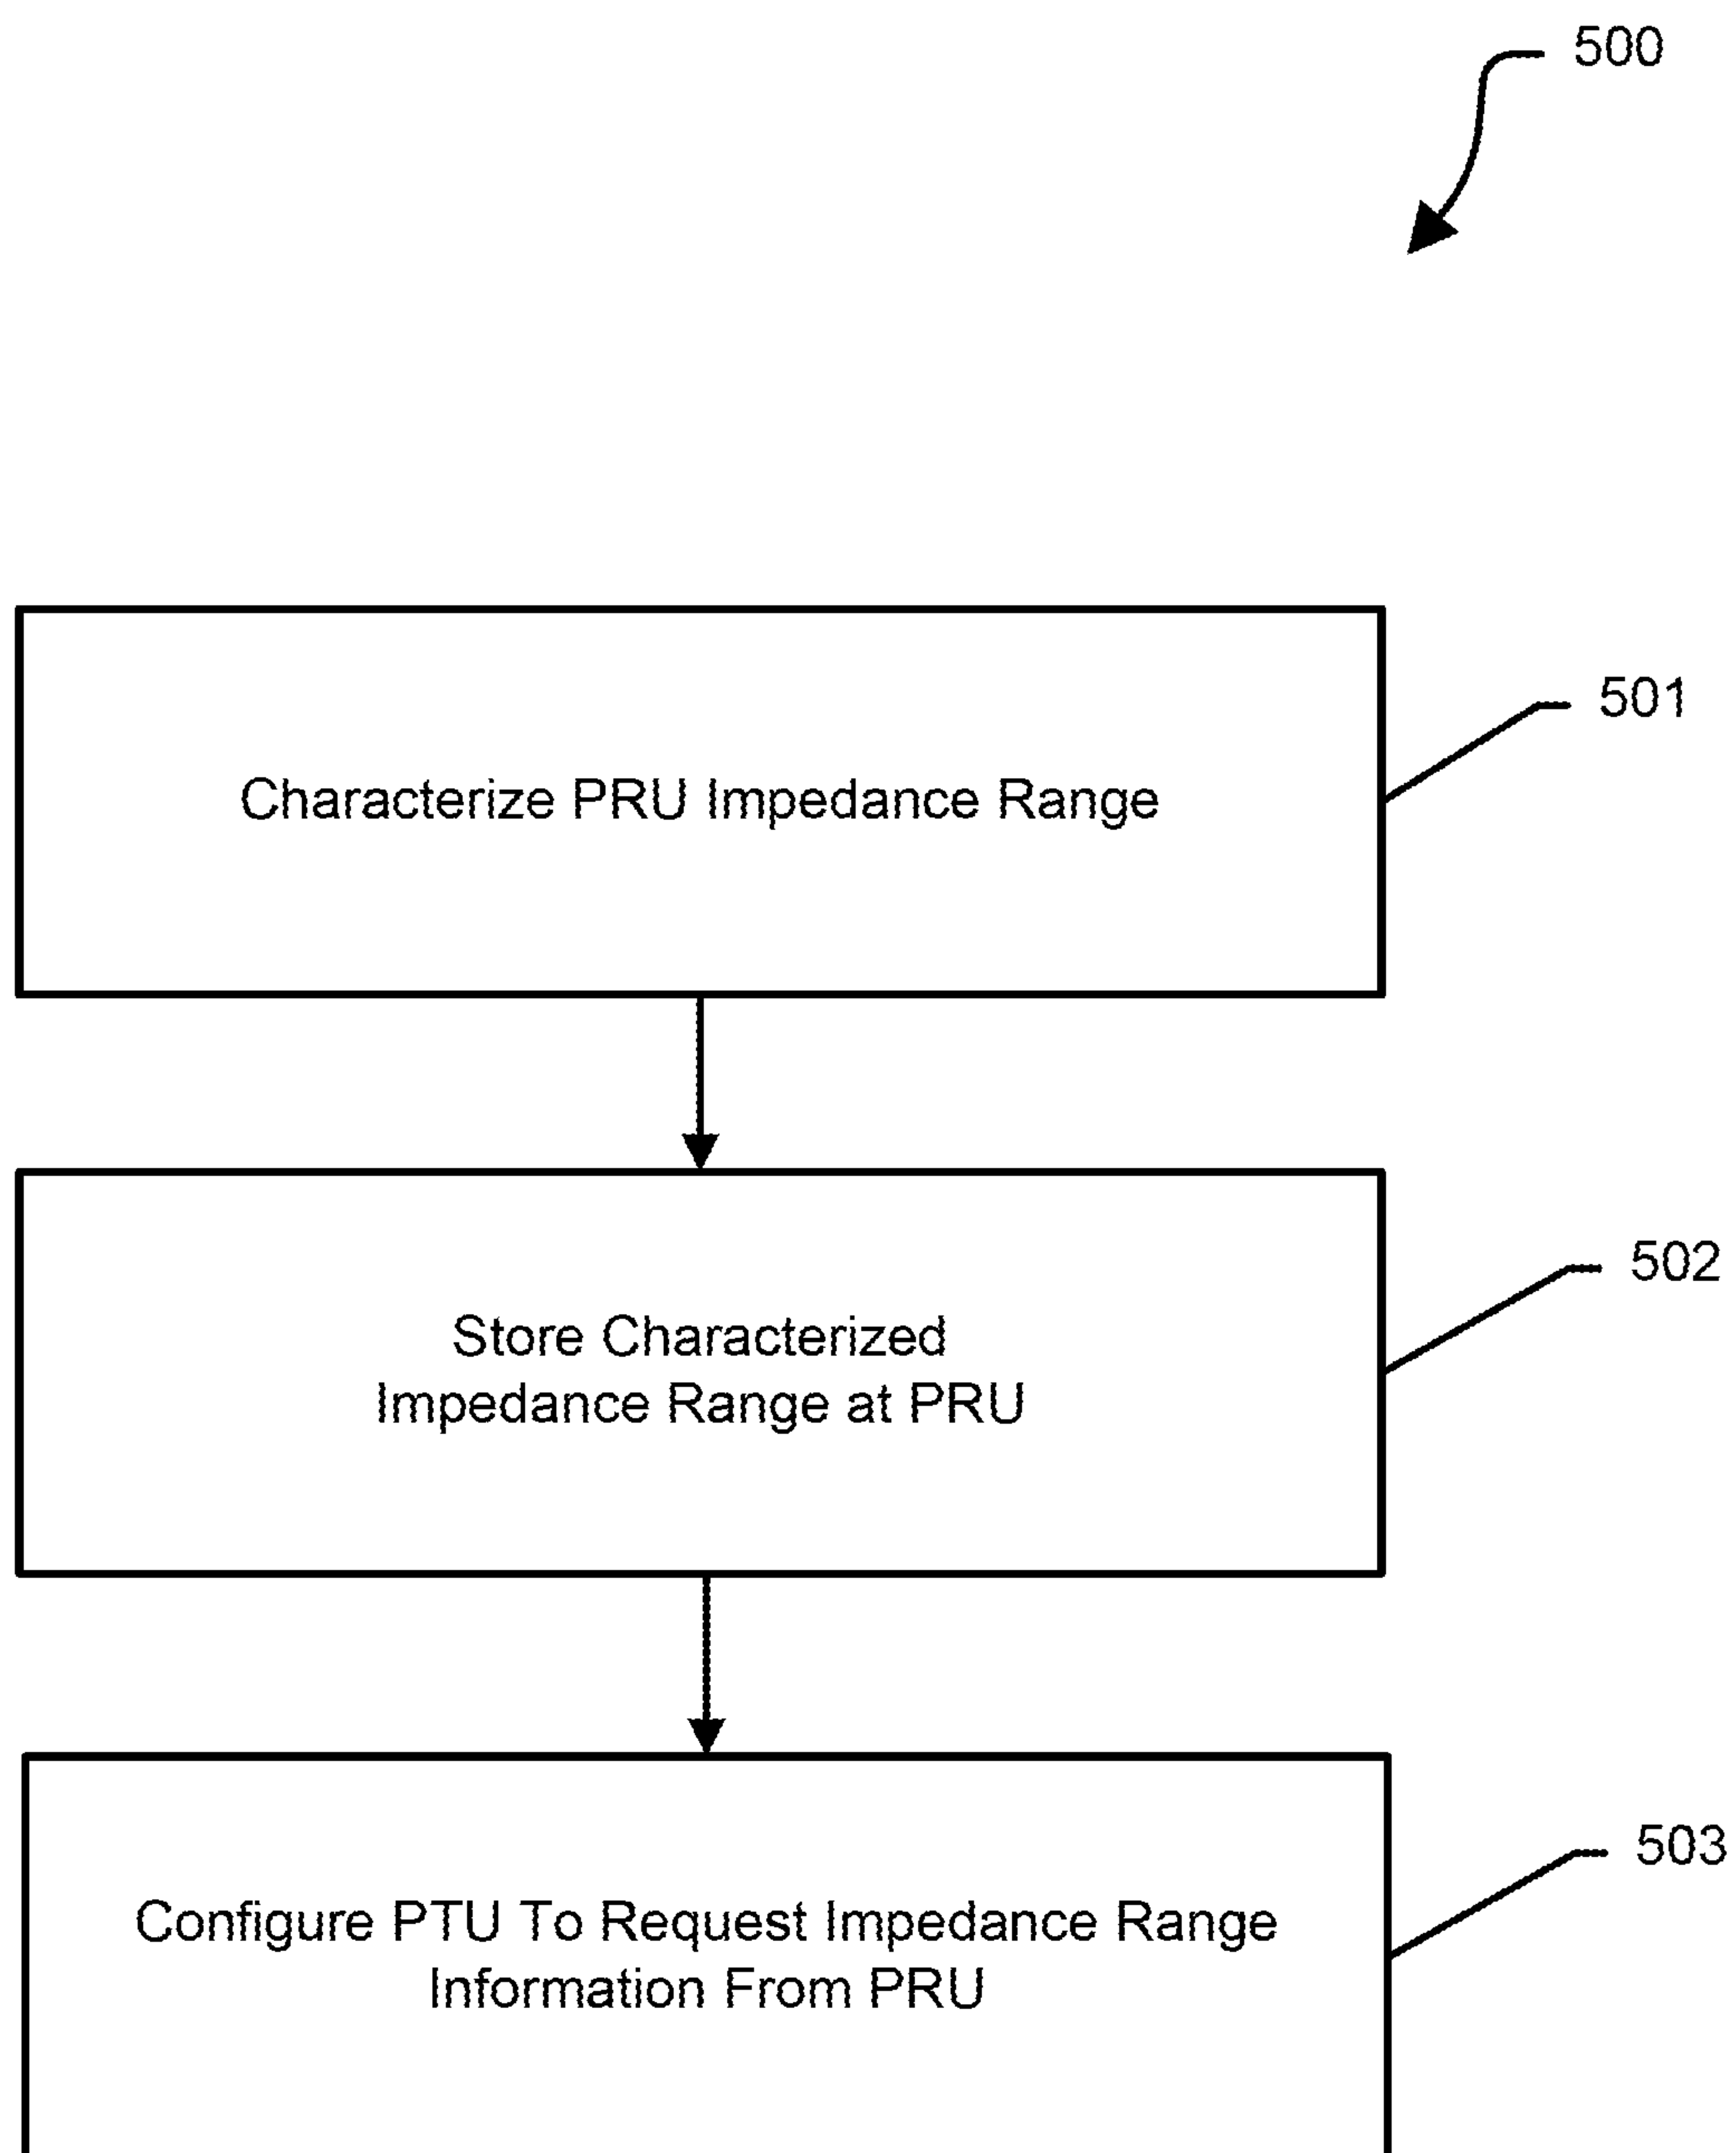 500
Characterize PRU Impedance Range
501
Store Characterized
Impedance Range at PRU
502
Configure PTU To Request Impedance Range
Information From PRU
503